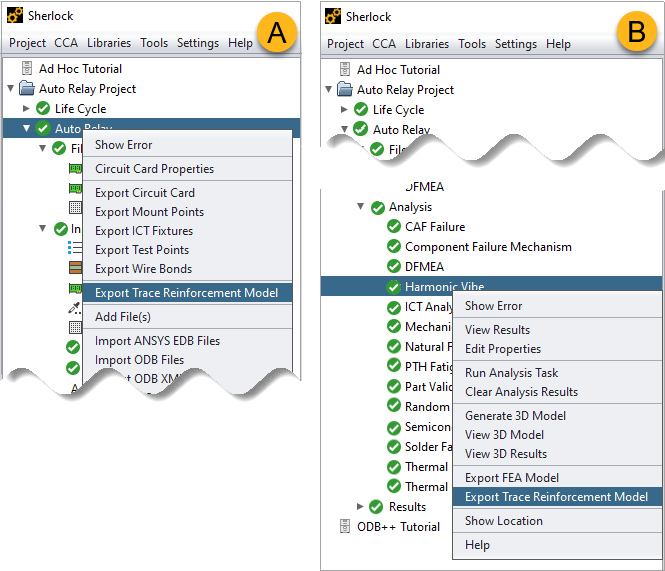 Sherlock
A
Project CCA Libraries Tools Settings Help
Ad Hoc Tutorial
Auto Relay Project
Life Cycle
Auto Relay
Fil
Show Error
Circuit Card Properties
Export Circuit Card
Export Mount Points
Export ICT Fixtures
In
Export Test Points
Export Wire Bonds
Export Trace Reinforcement Model
Add File(s)
Import ANSYS EDB Files
Import ODB Files
Import ODB XM
Sherlock
B
Project CCA Libraries Tools Settings Help
Ad Hoc Tutorial
Auto Relay Project
Life Cycle
Auto Relay
Files
DFMEA
Analysis
CAF Failure
Component Failure Mechanism
DFMEA
Harmonic Vibe
ICT Analy
Mechani
Natural F
PTH Fatig
Part Valid
Random
Semicon
Solder Fa
Thermal
Thermal
Show Error
View Results
Edit Properties
Run Analysis Task
Clear Analysis Results
Generate 3D Model
View 3D Model
View 3D Results
Export FEA Model
Export Trace Reinforcement Model
Show Location
Help
Results
ODB++ Tutorial